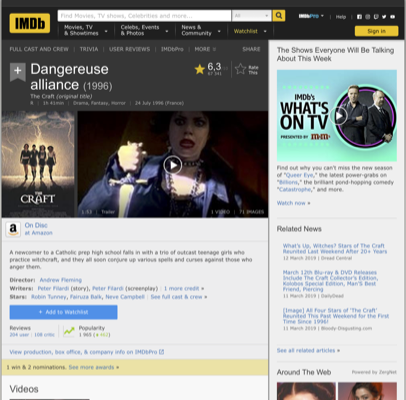 IMDb
Find Movies, TV shows, Celebrities and more...
All
IMDbPro
Help
Movies, TV
& Showtimes
Celebs, Events
& Photos
News &
Community
Watchlist
Sign in
FULL CAST AND CREW | TRIVIA | USER REVIEWS | IMDbPro | MORE
SHARE
Dangereuse
alliance (1996)
The Craft (original title)
R | 1h 41min | Drama, Fantasy, Horror | 24 July 1996 (France)
6,3
Rate
This
THE
CRAFT
1:53 | Trailer
1 VIDEO | 71 IMAGES
a
On Disc
at Amazon
A newcomer to a Catholic prep high school falls in with a trio of outcast teenage girls who
practice witchcraft, and they all soon conjure up various spells and curses against those who
anger them.
Director: Andrew Fleming
Writers: Peter Filardi (story), Peter Filardi (screenplay) | 1 more credit »
Stars: Robin Tunney, Fairuza Balk, Neve Campbell | See full cast & crew »
+ Add to Watchlist
Reviews
204 user | 108 critic
Popularity
View production, box office, & company info on IMDbPro
1 win & 2 nominations. See more awards »
Videos
The Shows Everyone Will Be Talking
About This Week
IMDb's
WHAT'S
ON TV
PRESENTED BY M&M'S
Find out why you can't miss the new season
of "Queer Eye," the latest power-grabs on
"Billions," the brilliant pond-hopping comedy
"Catastrophe," and more.
Watch now »
Related News
What's Up, Witches? Stars of The Craft
Reunited Last Weekend After 20+ Years
12 March 2019 | Dread Central
March 12th Blu-ray & DVD Releases
Include The Craft Collector's Edition,
Kolobos Special Edition, Man's Best
Friend, Piercing
11 March 2019 | DailyDead
[Image] All Four Stars of 'The Craft'
Reunited This Past Weekend for the
First Time Since 1996!
11 March 2019 | Bloody-Disgusting.com
See all related articles »
Around The Web
Powered by ZergNet